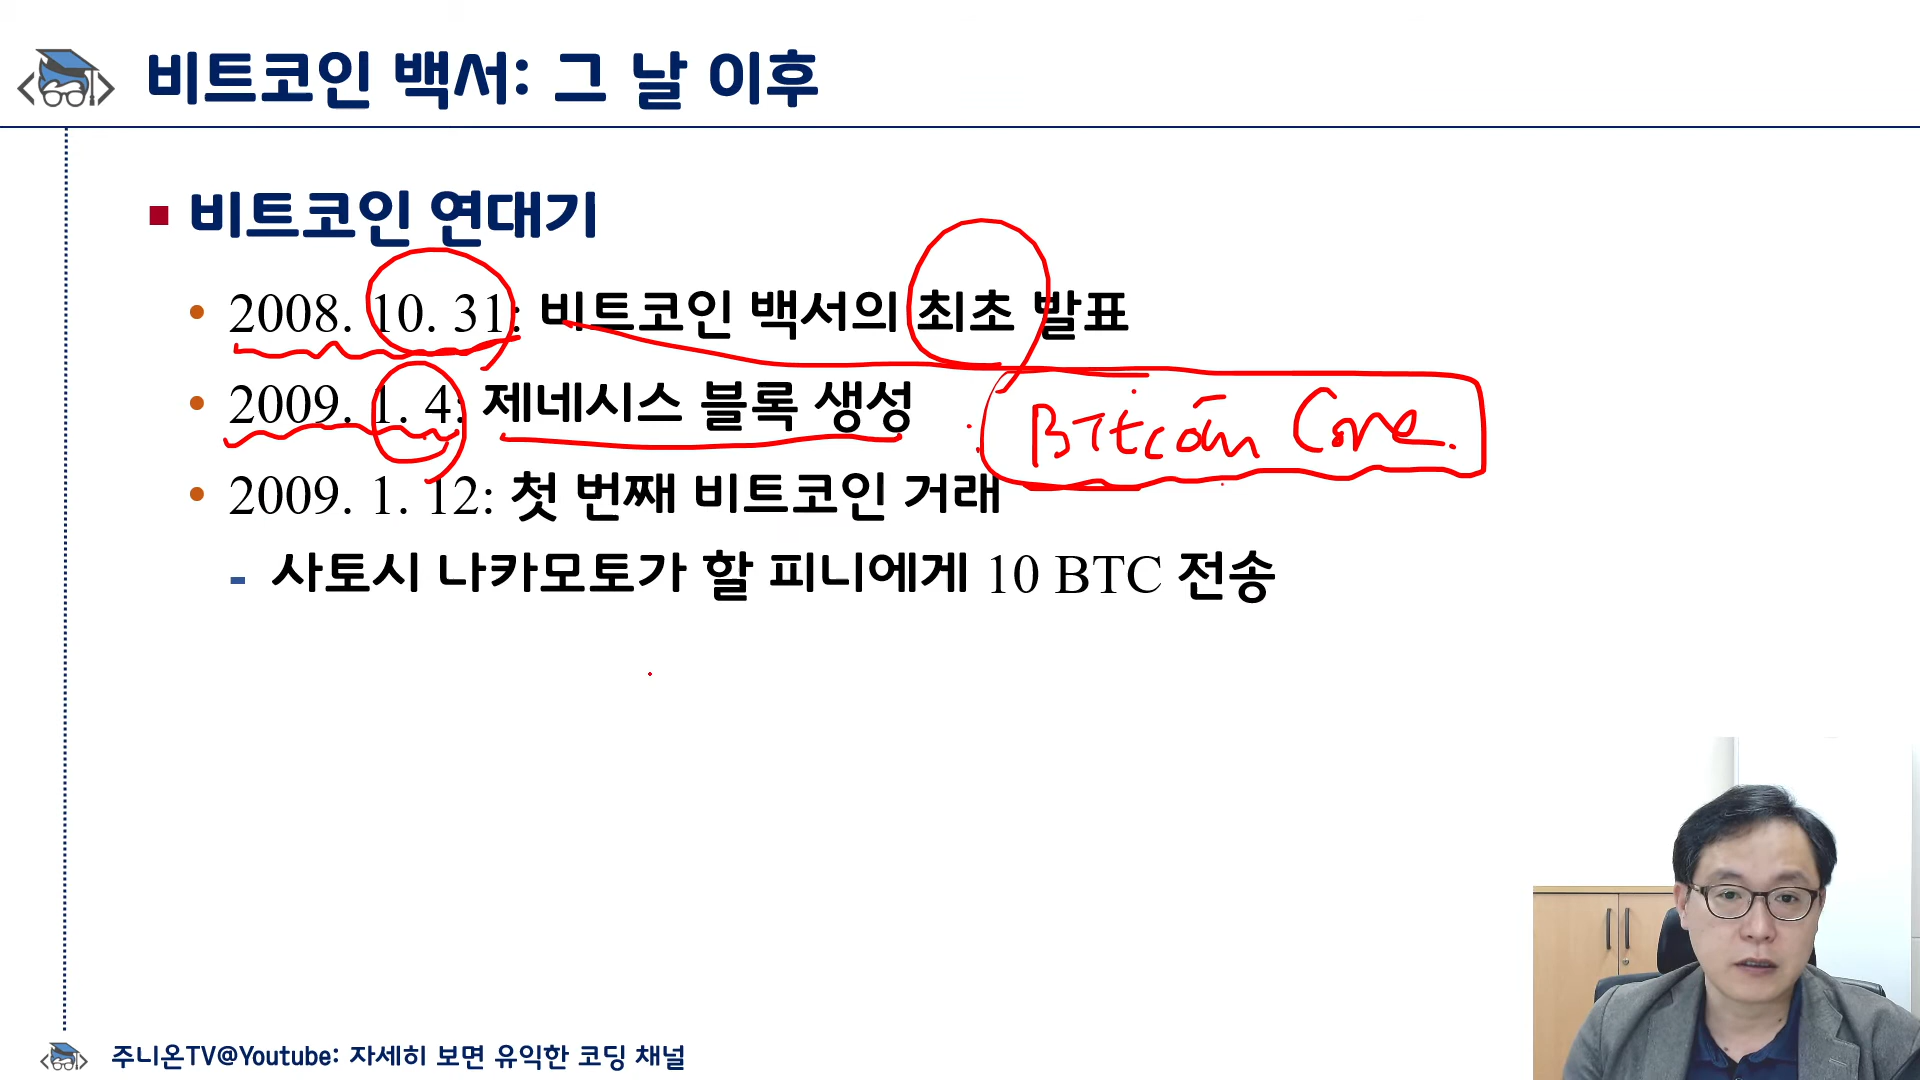 비트코인 백서: 그 날 이후
비트코인 연대기
2008. 10. 31: 비트코인 백서의 최초 발표
2009. 1. 4: 제네시스 블록 생성
Bitcoin Core.
2009. 1. 12: 첫 번째 비트코인 거래
- 사토시 나카모토가 할 피니에게 10 BTC 전송
주니온TV@Youtube: 자세히 보면 유익한 코딩 채널